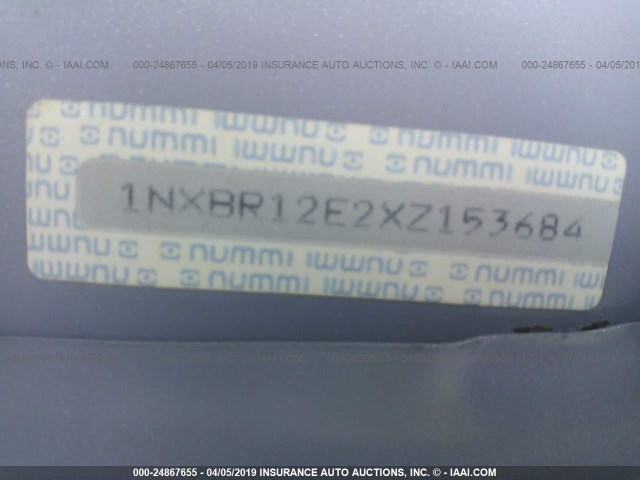 NS, INC. © - IAAI.COM 000-24867655 - 04/05/2019 INSURANCE AUTO AUCTIONS, INC. © - IAAI.COM 000-24867655 - 04/05/
nummi nummi nummi nummi
nummi nummi nummi
1NXBR12E2XZ153684
nummi nummi nummi
nummi nummi nummi
000-24867655 - 04/05/2019 INSURANCE AUTO AUCTIONS, INC. © - IAAI.COM